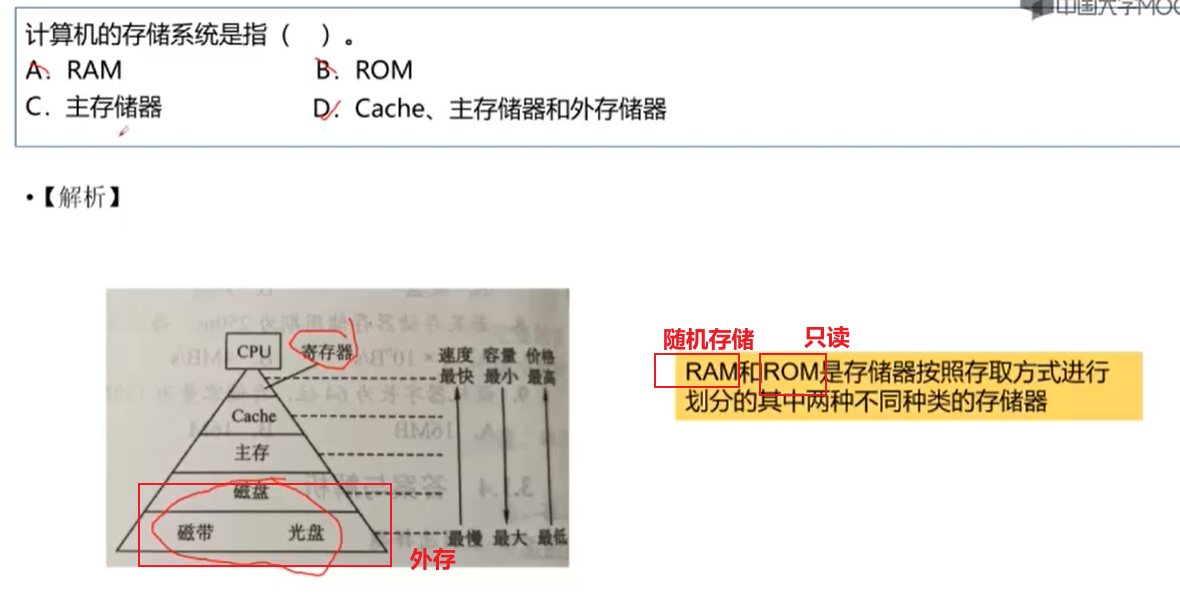 中国大学MOO
计算机的存储系统是指（　）。
A. RAM B. ROM
C. 主存储器 D. Cache、主存储器和外存储器
•【解析】
随机存储 只读
RAM和ROM是存储器按照存取方式进行
划分的其中两种不同种类的存储器
CPU 寄存器 速度 容量 价格
最快 最小 最高
Cache
主存
磁盘
磁带 光盘 最慢 最大 最低
外存